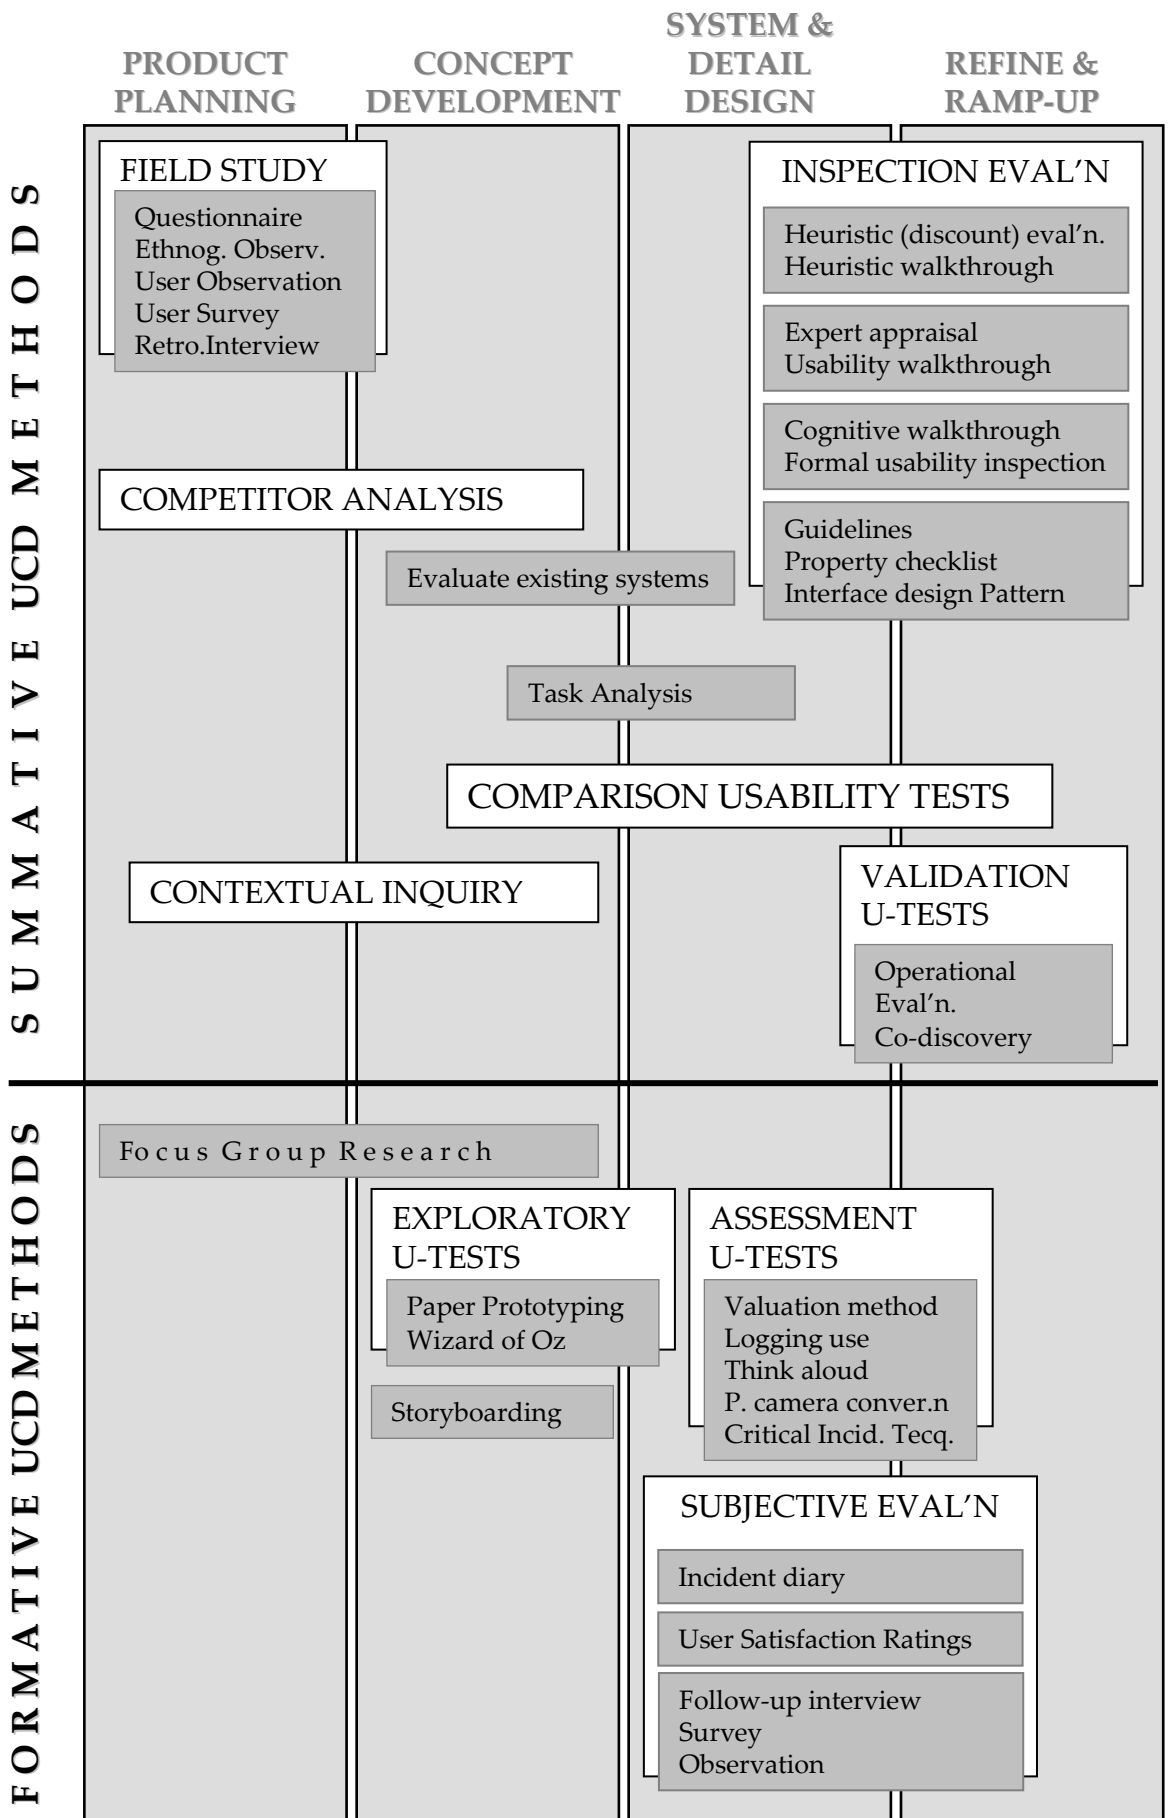 PRODUCT
PLANNING
CONCEPT
DEVELOPMENT
SYSTEM &
DETAIL
DESIGN
REFINE &
RAMP-UP
SUMMATIVE UCD METHODS
FIELD STUDY
Questionnaire
Ethnog. Observ.
User Observation
User Survey
Retro.Interview
INSPECTION EVAL’N
Heuristic (discount) eval’n.
Heuristic walkthrough
Expert appraisal
Usability walkthrough
Cognitive walkthrough
Formal usability inspection
Guidelines
Property checklist
Interface design Pattern
COMPETITOR ANALYSIS
Evaluate existing systems
Task Analysis
COMPARISON USABILITY TESTS
CONTEXTUAL INQUIRY
VALIDATION
U-TESTS
Operational
Eval’n.
Co-discovery
FORMATIVE UCDMETHODS
Focus Group Research
EXPLORATORY
U-TESTS
Paper Prototyping
Wizard of Oz
Storyboarding
ASSESSMENT
U-TESTS
Valuation method
Logging use
Think aloud
P. camera conver.n
Critical Incid. Tecq.
SUBJECTIVE EVAL’N
Incident diary
User Satisfaction Ratings
Follow-up interview
Survey
Observation